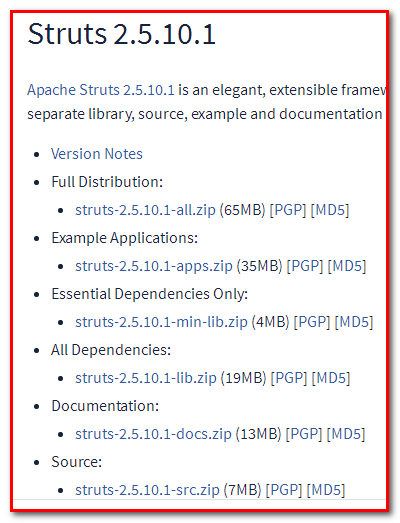 Struts 2.5.10.1
Apache Struts 2.5.10.1 is an elegant, extensible
separate library, source, example and documentation
Version Notes
Full Distribution:
struts-2.5.10.1-all.zip (65MB) [PGP] [MD5]
Example Applications:
struts-2.5.10.1-apps.zip (35MB) [PGP] [MD5]
Essential Dependencies Only:
struts-2.5.10.1-min-lib.zip (4MB) [PGP] [MD5]
All Dependencies:
struts-2.5.10.1-lib.zip (19MB) [PGP] [MD5]
Documentation:
struts-2.5.10.1-docs.zip (13MB) [PGP] [MD5]
Source:
struts-2.5.10.1-src.zip (7MB) [PGP] [MD5]